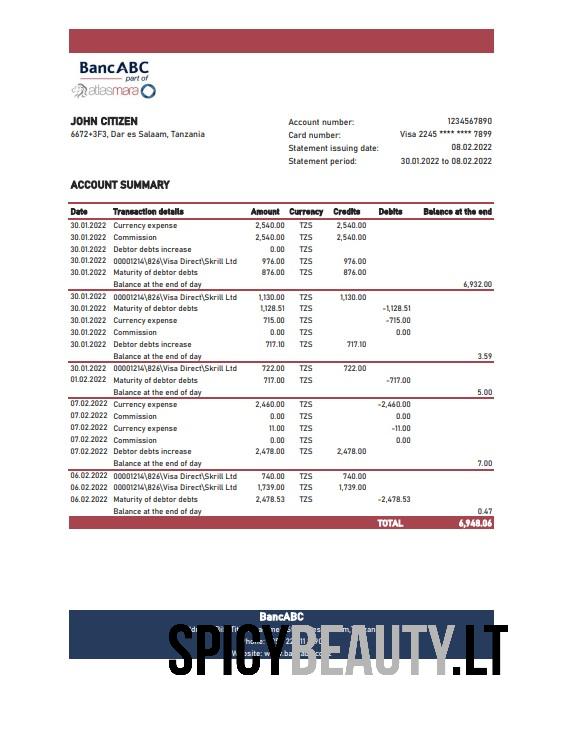 BancABC
part of
atlasmara
JOHN CITIZEN
6672+3F3, Dar es Salaam, Tanzania
Account number: 1234567890
Card number: Visa 2245 **** **** 7899
Statement issuing date: 08.02.2022
Statement period: 30.01.2022 to 08.02.2022
ACCOUNT SUMMARY
Date Transaction details Amount Currency Credits Debits Balance at the end
30.01.2022 Currency expense 2,540.00 TZS 2,540.00
30.01.2022 Commission 2,540.00 TZS 2,540.00
30.01.2022 Debtor debts increase 0.00 TZS
30.01.2022 00001214\826\Visa Direct\Skrill Ltd 976.00 TZS 976.00
30.01.2022 Maturity of debtor debts 876.00 TZS 876.00
Balance at the end of day 6,932.00
30.01.2022 00001214\826\Visa Direct\Skrill Ltd 1,130.00 TZS 1,130.00
30.01.2022 Maturity of debtor debts 1,128.51 TZS -1,128.51
30.01.2022 Currency expense 715.00 TZS -715.00
30.01.2022 Commission 0.00 TZS 0.00
30.01.2022 Debtor debts increase 717.10 TZS 717.10
Balance at the end of day 3.59
30.01.2022 00001214\826\Visa Direct\Skrill Ltd 722.00 TZS 722.00
01.02.2022 Maturity of debtor debts 717.00 TZS -717.00
Balance at the end of day 5.00
07.02.2022 Currency expense 2,460.00 TZS -2,460.00
07.02.2022 Commission 0.00 TZS 0.00
07.02.2022 Currency expense 11.00 TZS -11.00
07.02.2022 Commission 0.00 TZS 0.00
07.02.2022 Debtor debts increase 2,478.00 TZS 2,478.00
Balance at the end of day 7.00
06.02.2022 00001214\826\Visa Direct\Skrill Ltd 740.00 TZS 740.00
06.02.2022 00001214\826\Visa Direct\Skrill Ltd 1,739.00 TZS 1,739.00
06.02.2022 Maturity of debtor debts 2,478.53 TZS -2,478.53
Balance at the end of day 0.47
TOTAL 6,948.06
BancABC
SPICYBEAUTY.LT